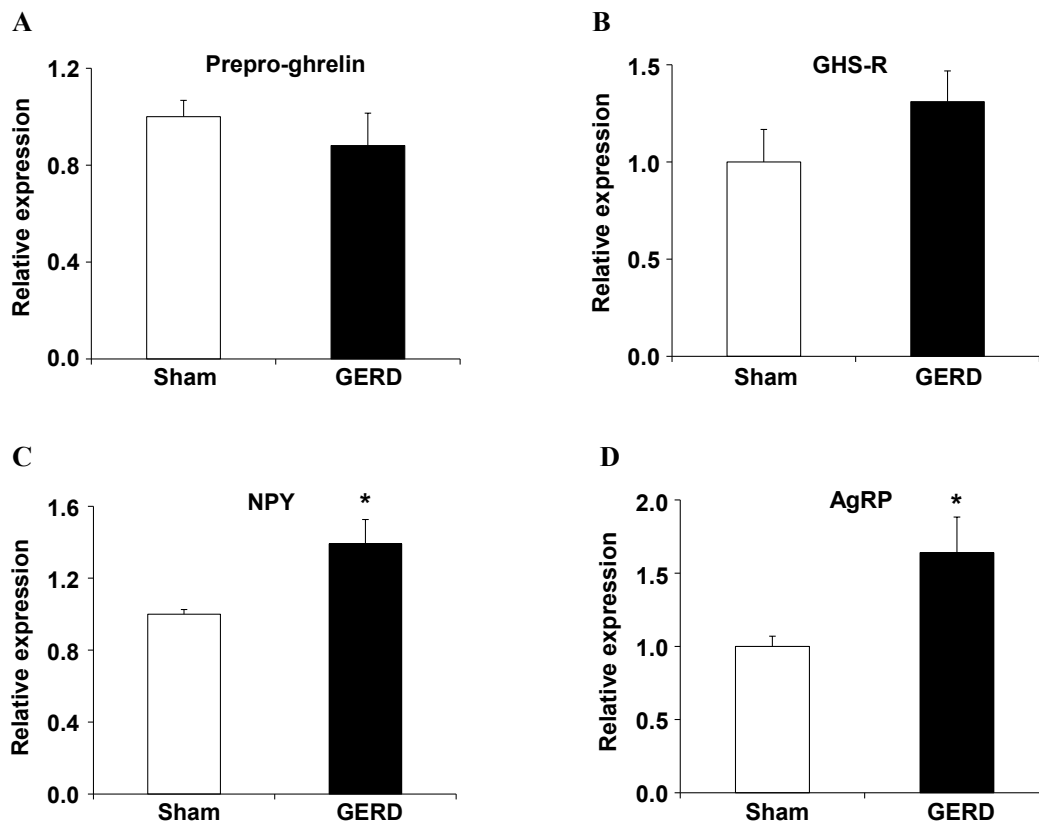 A
Prepro-ghrelin
Relative expression
1.2
0.8
0.4
0.0
Sham GERD
B
GHS-R
Relative expression
1.5
1.0
0.5
0.0
Sham GERD
C
NPY
*
Relative expression
1.6
1.2
0.8
0.4
0.0
Sham GERD
D
AgRP
*
Relative expression
2.0
1.5
1.0
0.5
0.0
Sham GERD